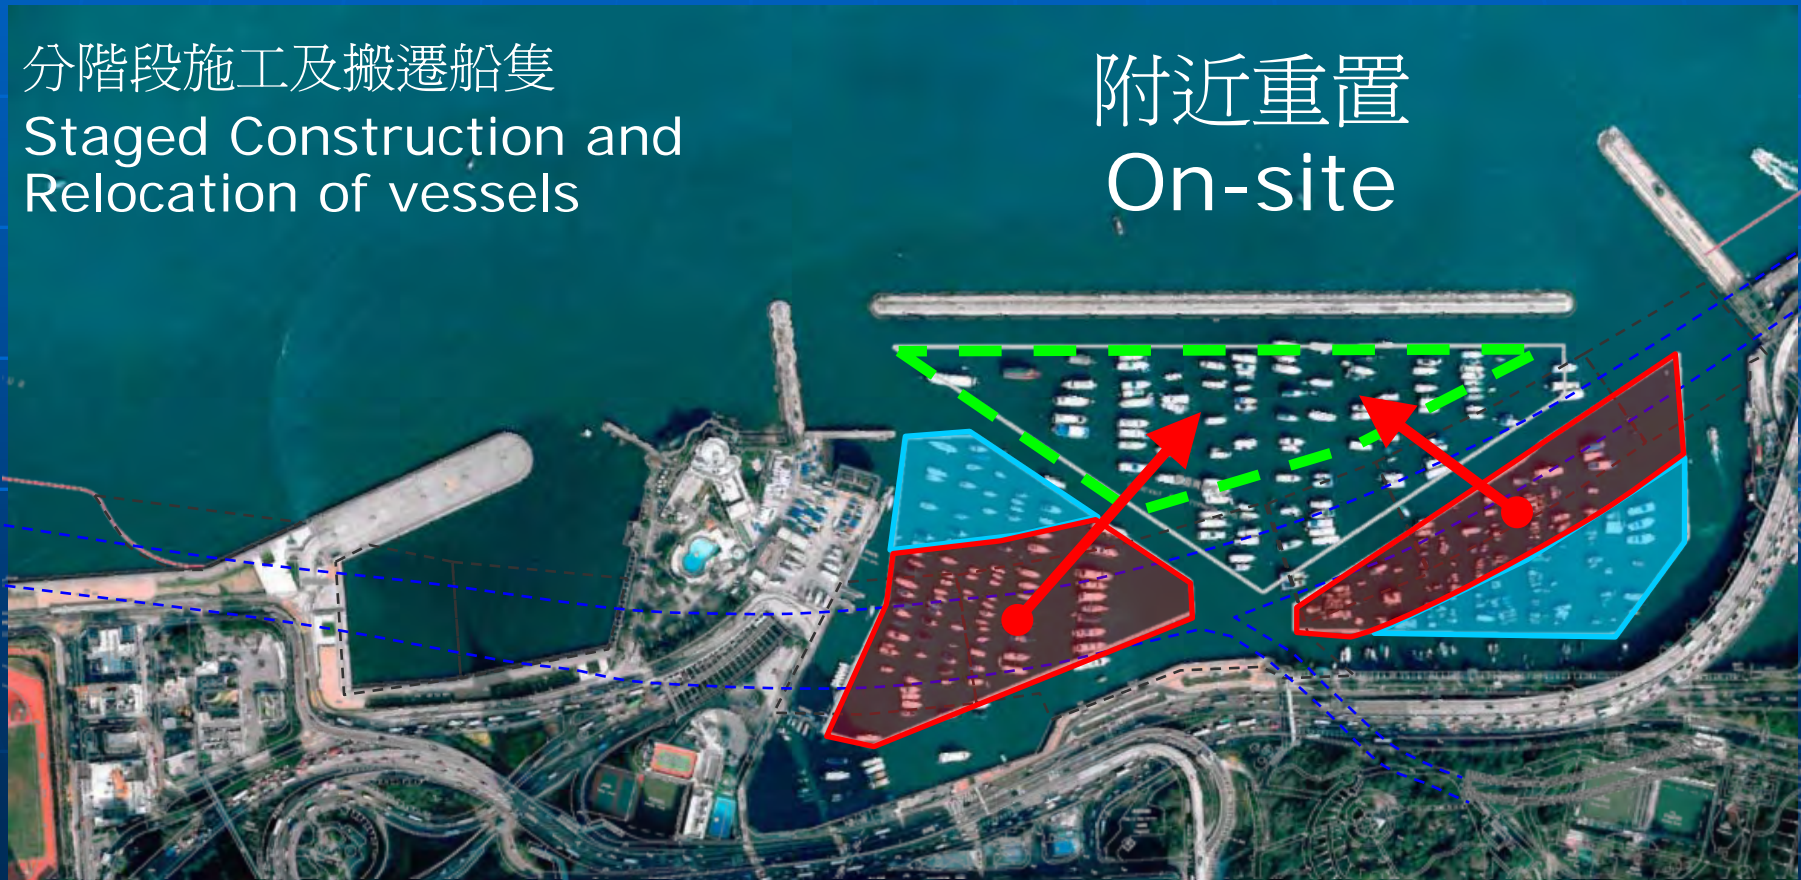 分階段施工及搬遷船隻
Staged Construction and
Relocation of vessels
附近重置
On-site